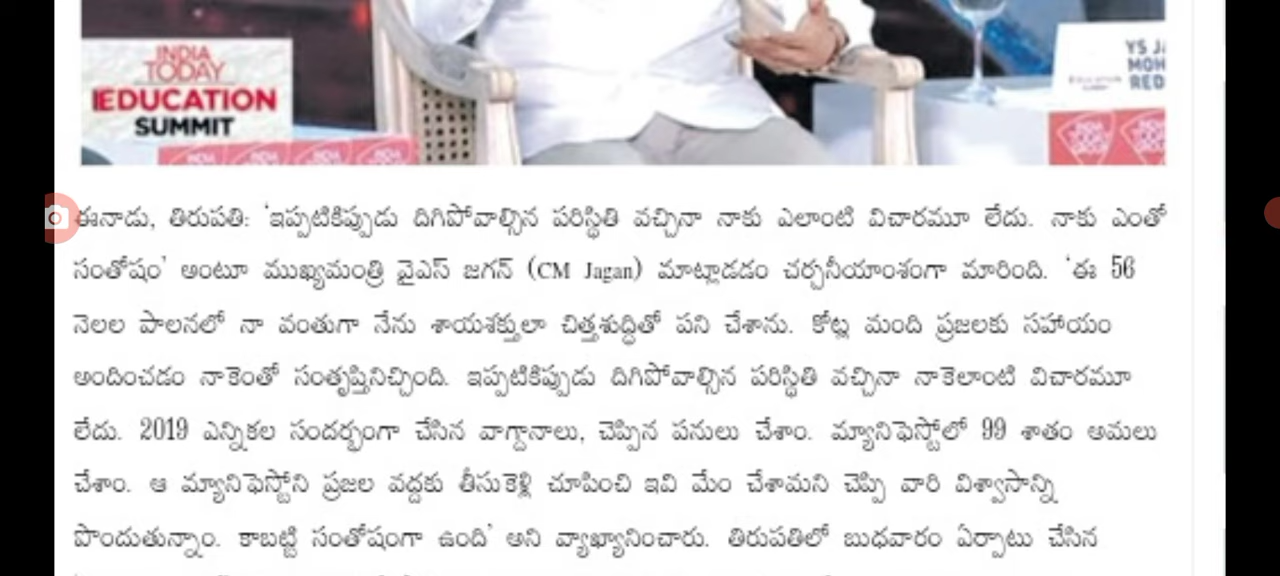 INDIA
TODAY
EDUCATION
SUMMIT
YS
MOH
RED
ఈనాడు, తిరుపతి: ‘ఇప్పటికిప్పుడు దిగిపోవాల్సిన పరిస్థితి వచ్చినా నాకు ఎలాంటి విచారమూ లేదు. నాకు ఎంతో
సంతోషం’ అంటూ ముఖ్యమంత్రి వైఎస్ జగన్ (CM Jagan) మాట్లాడడం చర్చనీయాంశంగా మారింది. ‘ఈ 56
నెలల పాలనలో నా వంతుగా నేను శాయశక్తులా చిత్తశుద్ధితో పని చేశాను. కోట్ల మంది ప్రజలకు సహాయం
అందించడం నాకెంతో సంతృప్తినిచ్చింది. ఇప్పటికిప్పుడు దిగిపోవాల్సిన పరిస్థితి వచ్చినా నాకెలాంటి విచారమూ
లేదు. 2019 ఎన్నికల సందర్భంగా చేసిన వాగ్దానాలు, చెప్పిన పనులు చేశాం. మ్యానిఫెస్టోలో 99 శాతం అమలు
చేశాం. ఆ మ్యానిఫెస్టోని ప్రజల వద్దకు తీసుకెళ్లి చూపించి ఇవి మేం చేశామని చెప్పి వారి విశ్వాసాన్ని
పొందుతున్నాం. కాబట్టి సంతోషంగా ఉంది’ అని వ్యాఖ్యానించారు. తిరుపతిలో బుధవారం ఏర్పాటు చేసిన